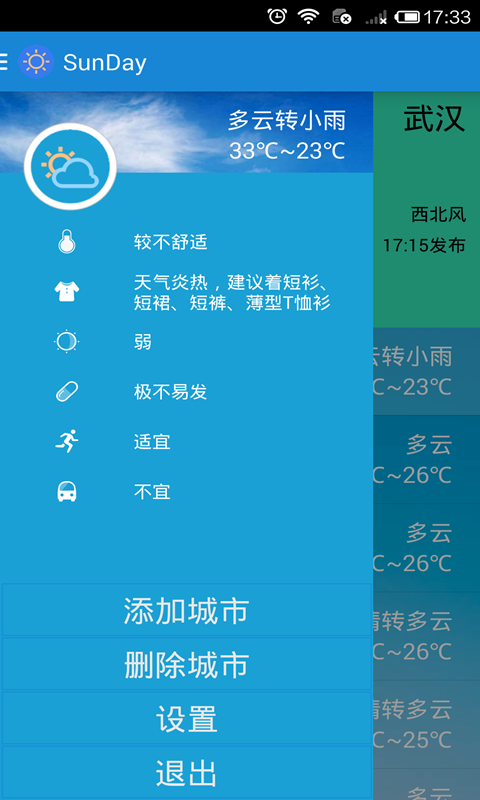 17:33
SunDay
多云转小雨
33℃~23℃
较不舒适
天气炎热，建议着短衫、
短裙、短裤、薄型T恤衫
弱
极不易发
适宜
不宜
添加城市
删除城市
设置
退出
武汉
西北风
17:15发布
转小雨
~23℃
多云
~26℃
多云
~26℃
转多云
~26℃
转多云
~25℃
多云